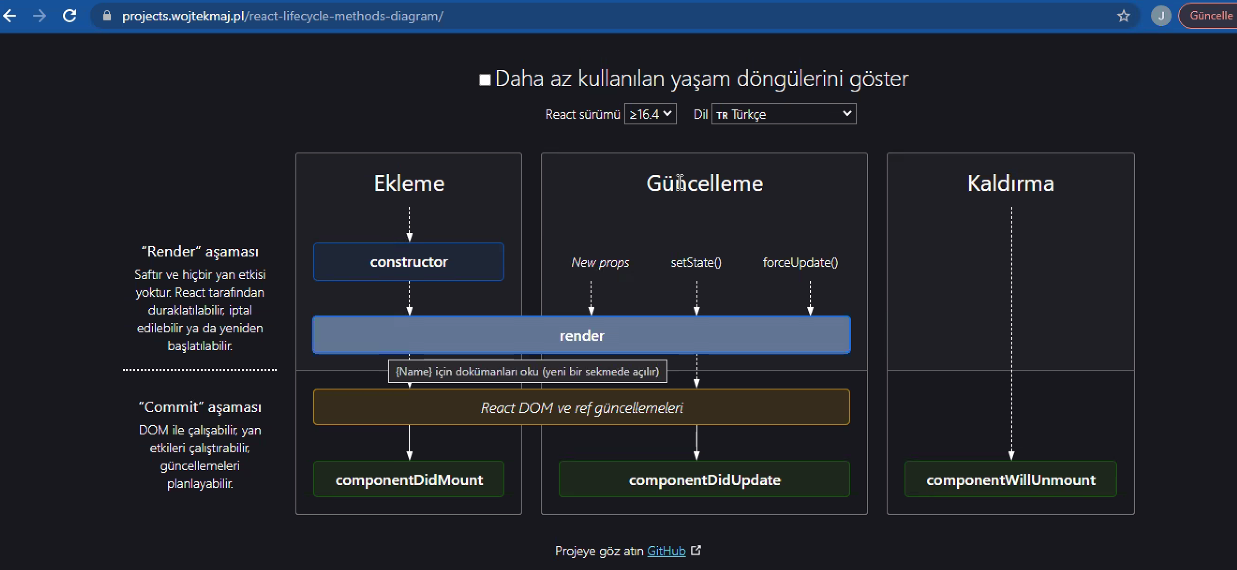 projects.wojtekmaj.pl/react-lifecycle-methods-diagram/
J
Güncelle
Daha az kullanılan yaşam döngülerini göster
React sürümü ≥16.4 Dil TR Türkçe
Ekleme
Güncelleme
Kaldırma
“Render” aşaması
Saftır ve hiçbir yan etkisi
yoktur. React tarafından
duraklatılabilir, iptal
edilebilir ya da yeniden
başlatılabilir.
constructor
New props
setState()
forceUpdate()
render
{Name} için dokümanları oku (yeni bir sekmede açılır)
“Commit” aşaması
DOM ile çalışabilir, yan
etkileri çalıştırabilir,
güncellemeleri
planlayabilir.
React DOM ve ref güncellemeleri
componentDidMount
componentDidUpdate
componentWillUnmount
Projeye göz atın GitHub